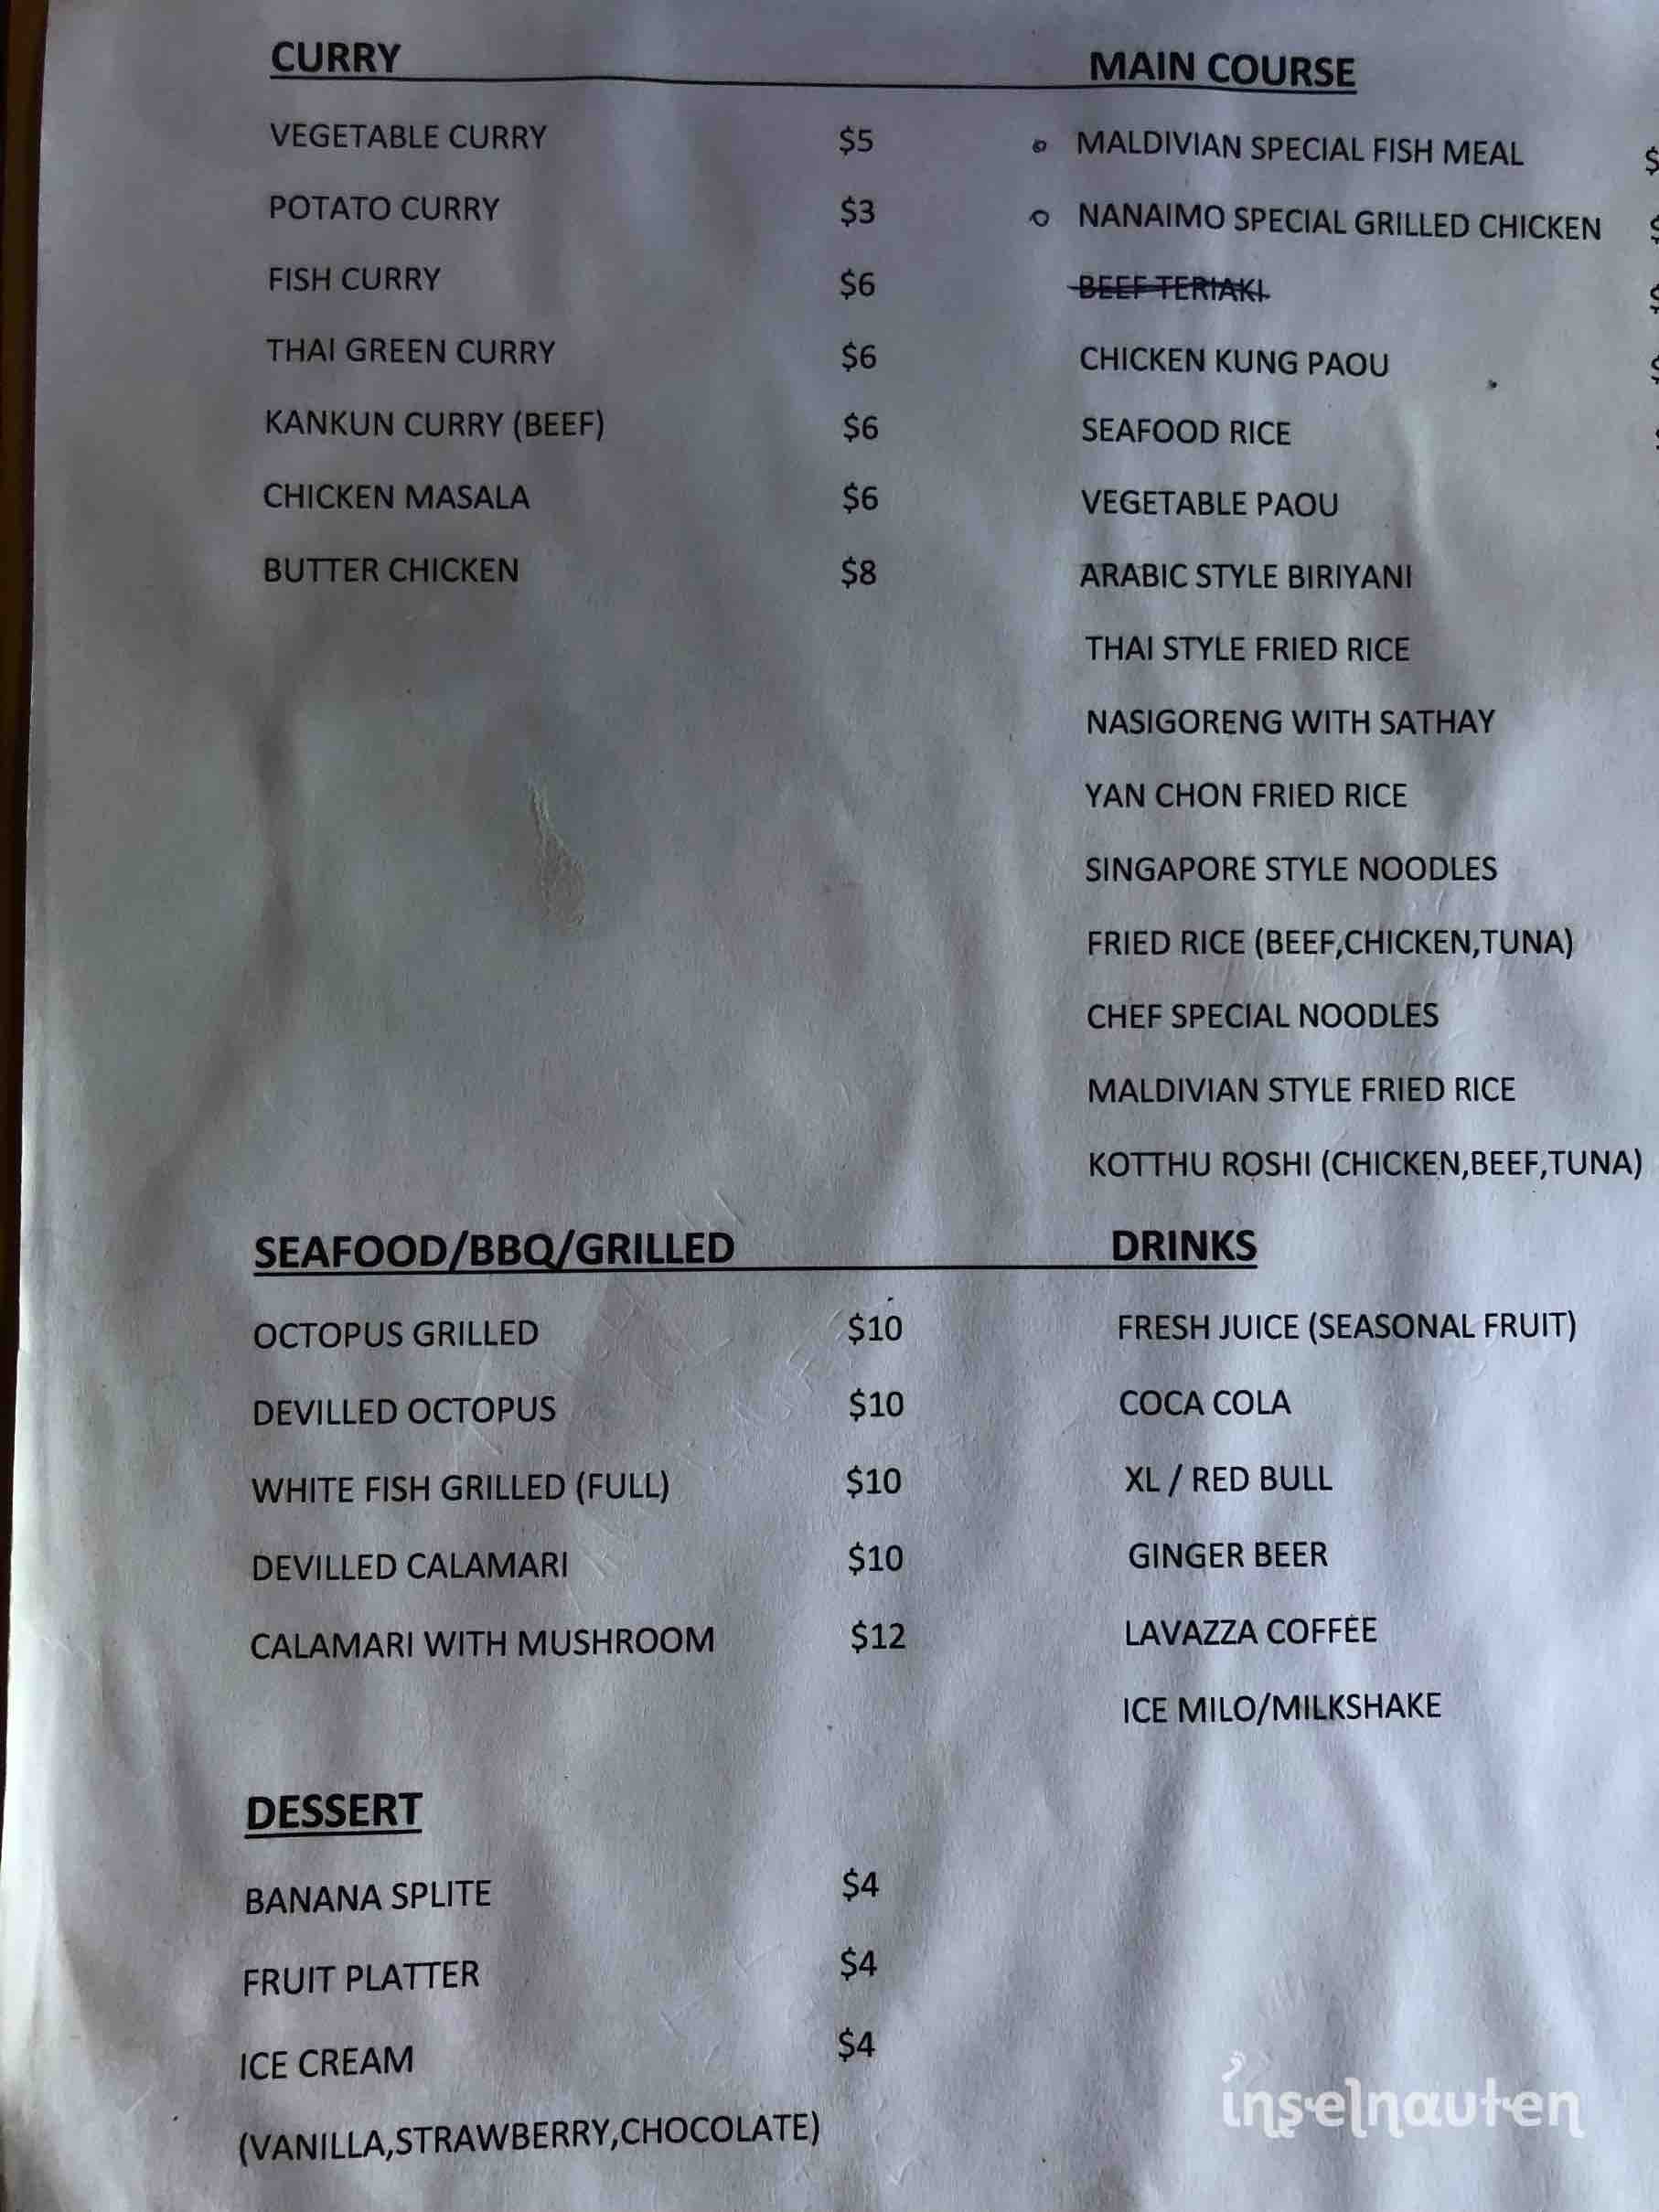 CURRY
VEGETABLE CURRY $5
POTATO CURRY $3
FISH CURRY $6
THAI GREEN CURRY $6
KANKUN CURRY (BEEF) $6
CHICKEN MASALA $6
BUTTER CHICKEN $8
MAIN COURSE
MALDIVIAN SPECIAL FISH MEAL $
NANAIMO SPECIAL GRILLED CHICKEN $
BEEF TERIAKI $
CHICKEN KUNG PAOU $
SEAFOOD RICE
VEGETABLE PAOU
ARABIC STYLE BIRIYANI
THAI STYLE FRIED RICE
NASIGORENG WITH SATHAY
YAN CHON FRIED RICE
SINGAPORE STYLE NOODLES
FRIED RICE (BEEF,CHICKEN,TUNA)
CHEF SPECIAL NOODLES
MALDIVIAN STYLE FRIED RICE
KOTTHU ROSHI (CHICKEN,BEEF,TUNA)
SEAFOOD/BBQ/GRILLED
OCTOPUS GRILLED $10
DEVILLED OCTOPUS $10
WHITE FISH GRILLED (FULL) $10
DEVILLED CALAMARI $10
CALAMARI WITH MUSHROOM $12
DRINKS
FRESH JUICE (SEASONAL FRUIT)
COCA COLA
XL / RED BULL
GINGER BEER
LAVAZZA COFFEE
ICE MILO/MILKSHAKE
DESSERT
BANANA SPLITE $4
FRUIT PLATTER $4
ICE CREAM $4
(VANILLA,STRAWBERRY,CHOCOLATE)
inselnauten